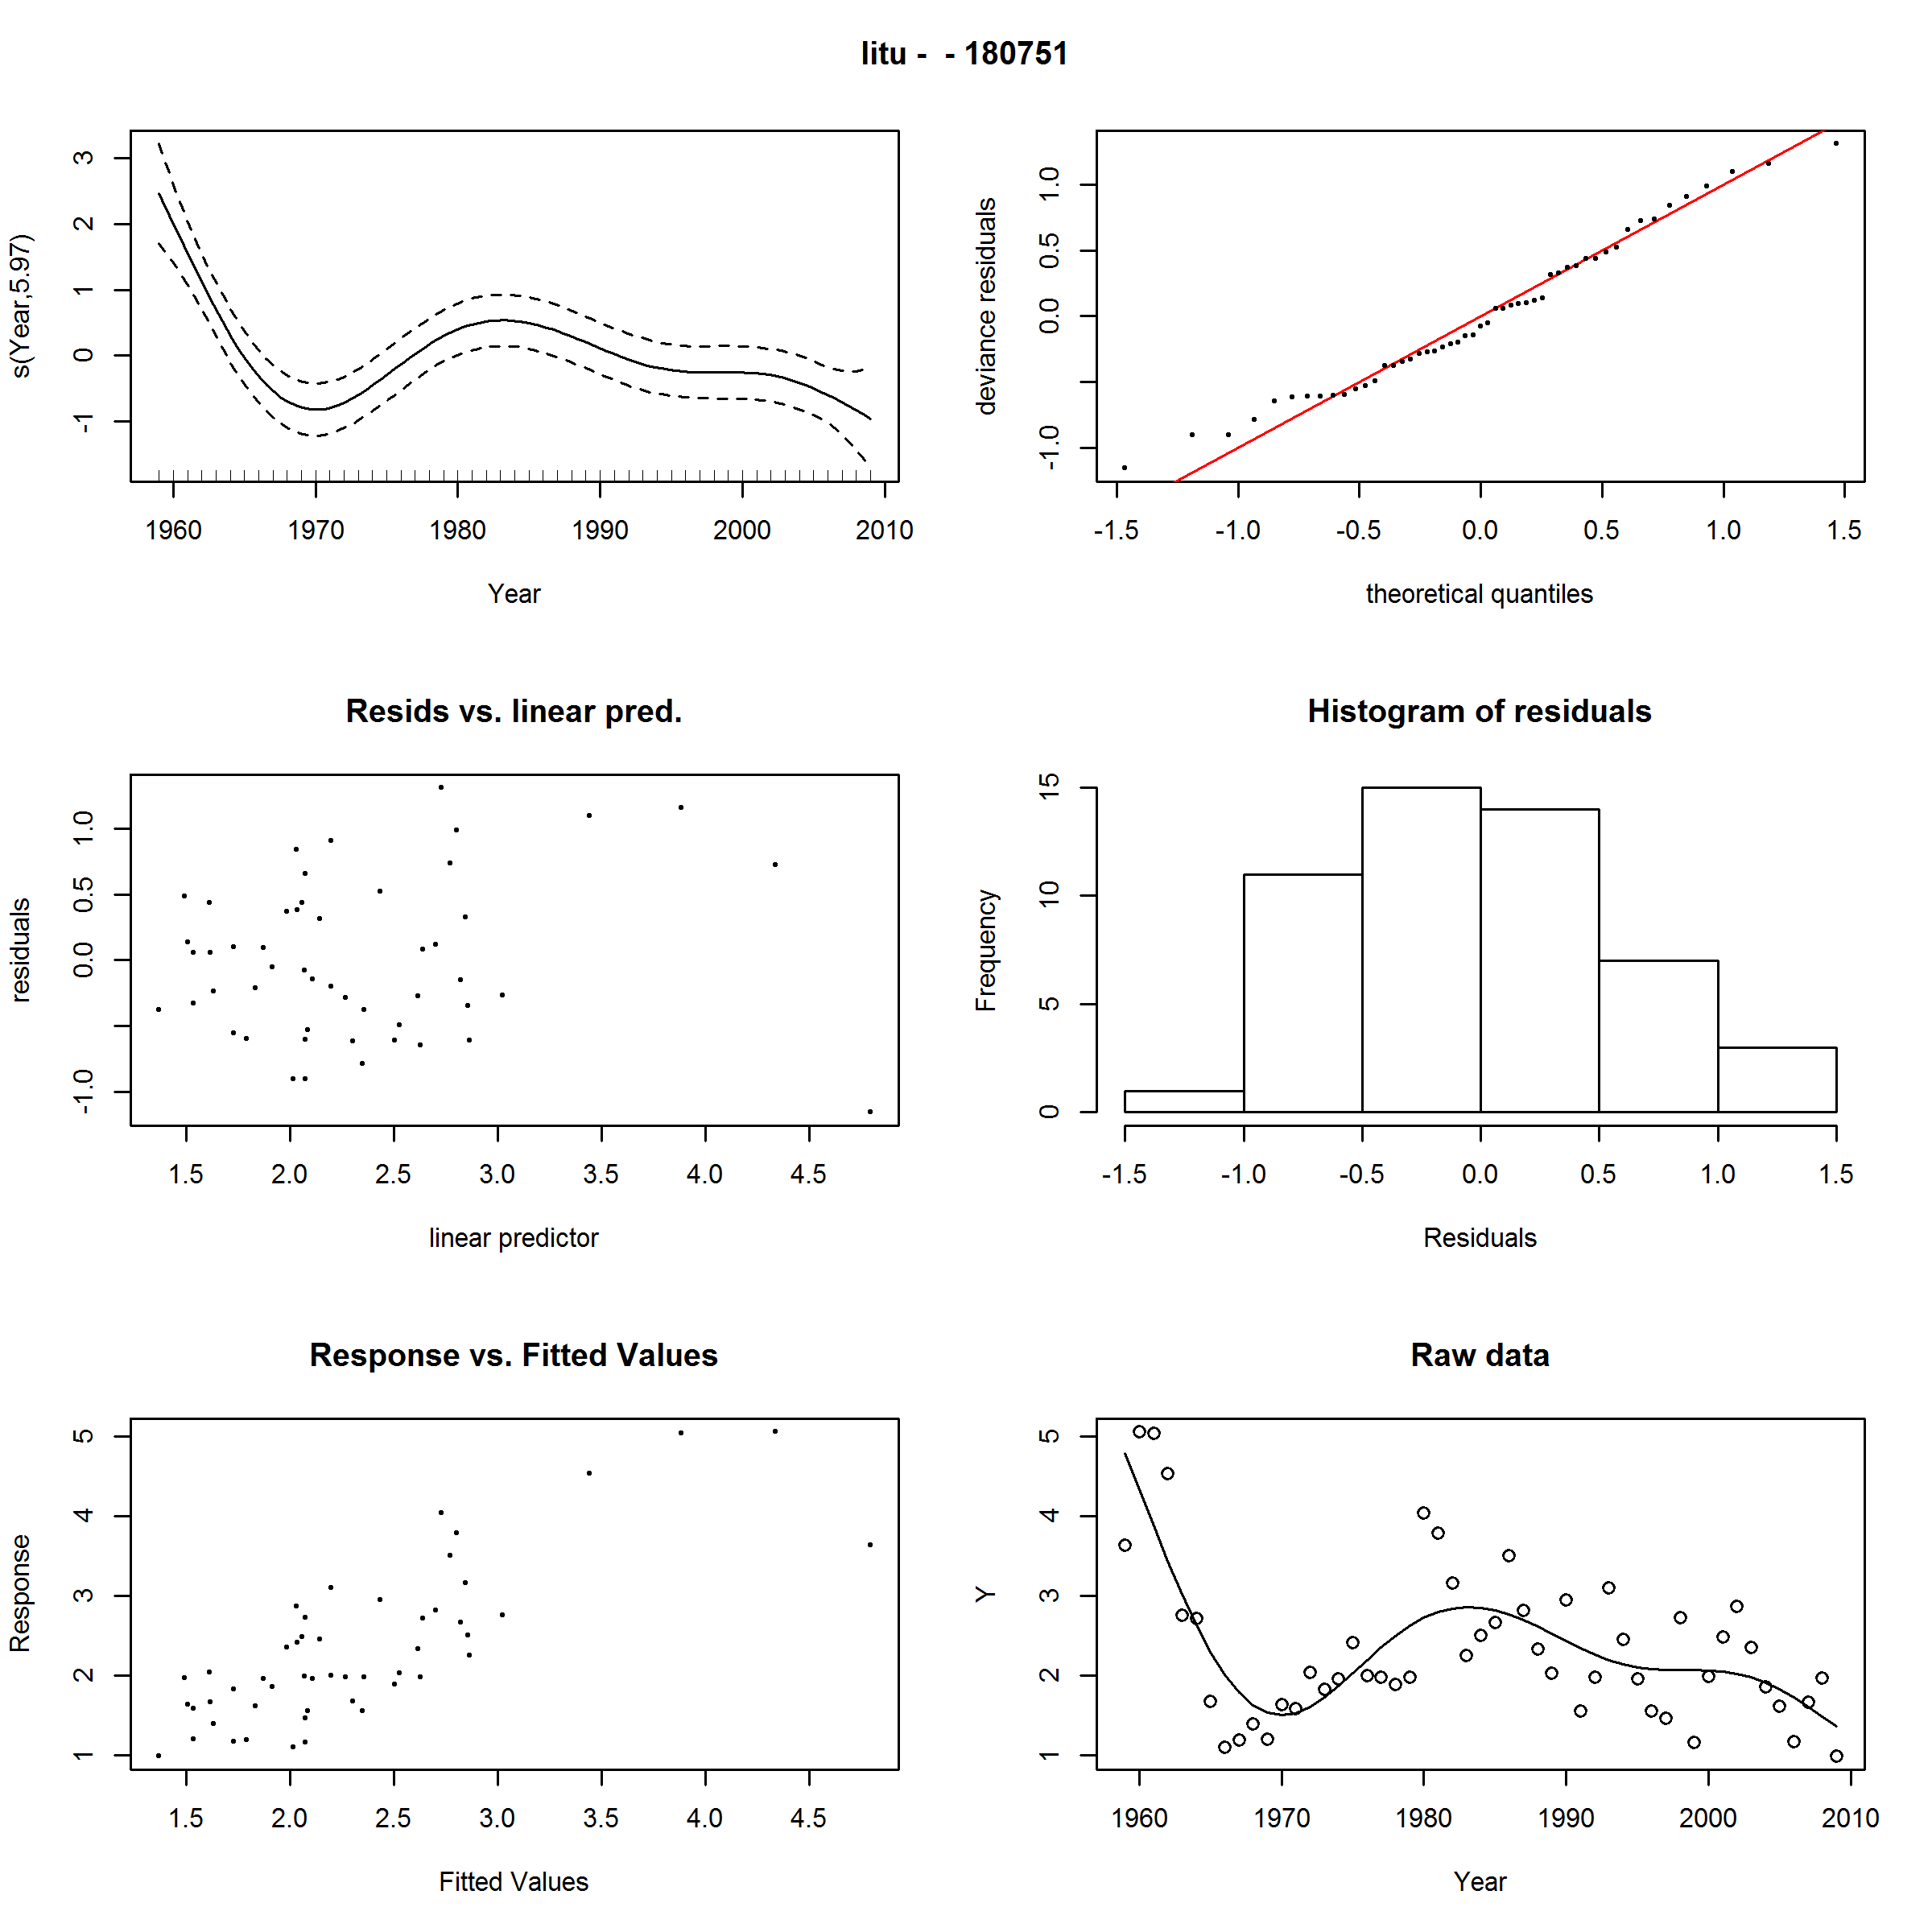 litu -  - 180751
s(Year,5.97)
3
2
1
0
-1
1960 1970 1980 1990 2000 2010
Year
deviance residuals
1.0
0.5
0.0
-1.0
-1.5 -1.0 -0.5 0.0 0.5 1.0 1.5
theoretical quantiles
Resids vs. linear pred.
residuals
1.0
0.5
0.0
-1.0
1.5 2.0 2.5 3.0 3.5 4.0 4.5
linear predictor
Histogram of residuals
Frequency
15
10
5
0
-1.5 -1.0 -0.5 0.0 0.5 1.0 1.5
Residuals
Response vs. Fitted Values
Response
5
4
3
2
1
1.5 2.0 2.5 3.0 3.5 4.0 4.5
Fitted Values
Raw data
Y
5
4
3
2
1
1960 1970 1980 1990 2000 2010
Year